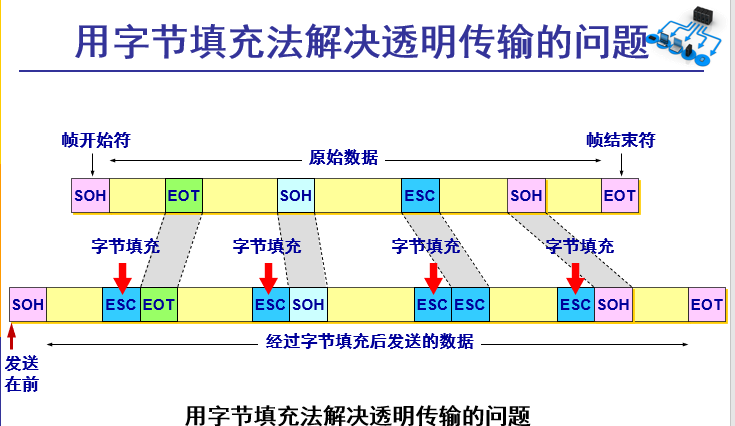 用字节填充法解决透明传输的问题
帧开始符
原始数据
帧结束符
SOH
EOT
SOH
ESC
SOH
EOT
字节填充
字节填充
字节填充
字节填充
SOH
ESC
EOT
ESC
SOH
ESC
ESC
ESC
SOH
EOT
经过字节填充后发送的数据
发送
在前
用字节填充法解决透明传输的问题